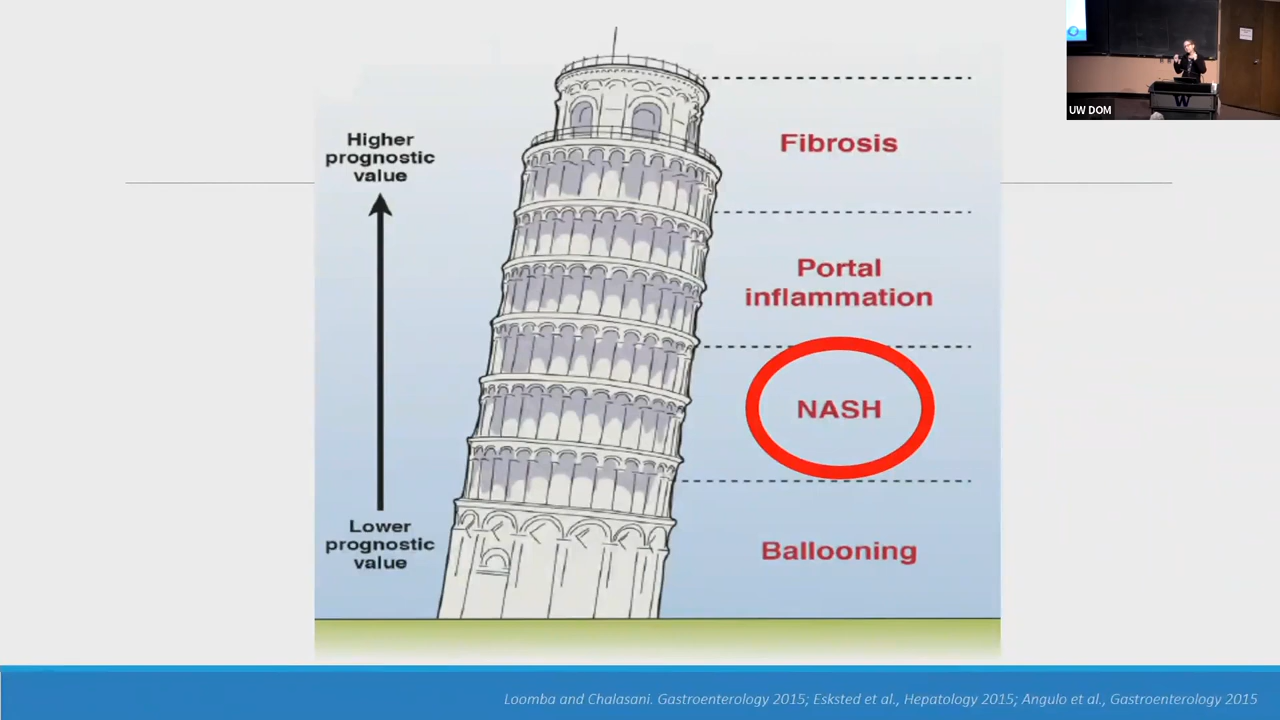 UW DOM
W
Higher
prognostic
value
Fibrosis
Portal
inflammation
NASH
Lower
prognostic
value
Ballooning
Loomba and Chalasani. Gastroenterology 2015; Esksted et al., Hepatology 2015; Angulo et al., Gastroenterology 2015